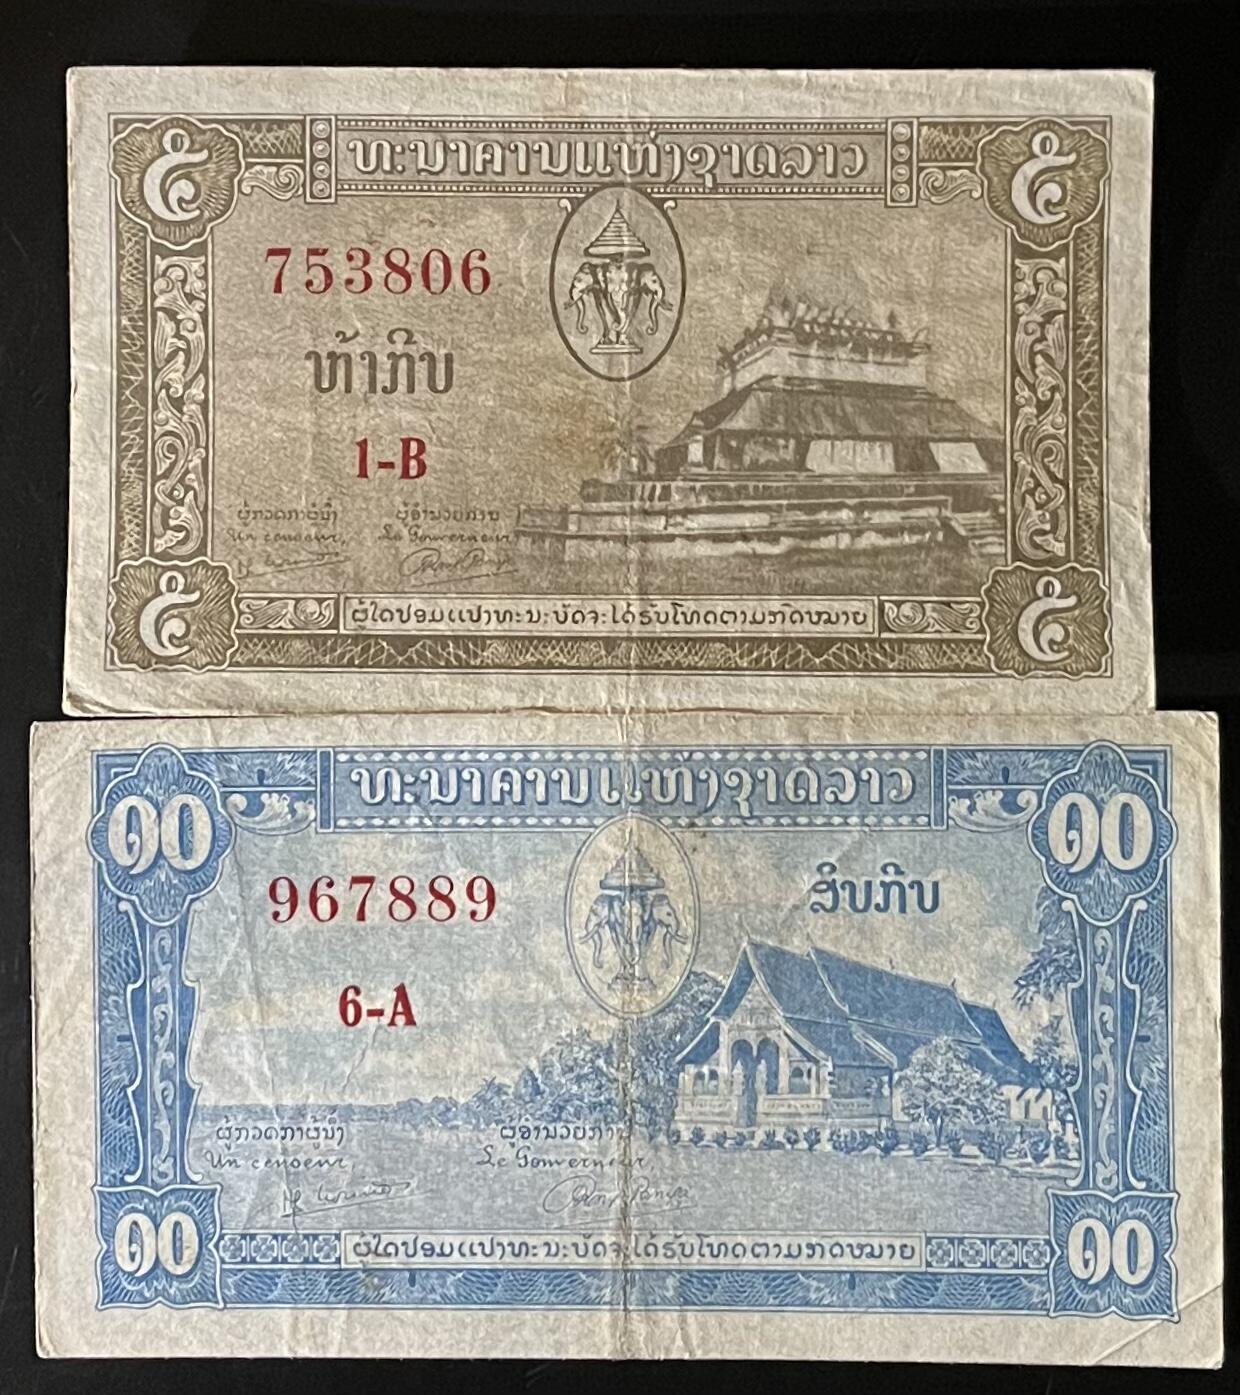 ໕ ທະນາຄານແຫ່ງຊາດລາວ ໕
753806
ຫ້າກີບ
1-B
ຜູ້ກວດກາຜູ້ນຶ່ງ ຜູ້ອຳນວຍການ
Un censeur, Le Gouverneur,
໕ ຜູ້ໃດປອມແປງທະນະບັດຈະໄດ້ຮັບໂທດຕາມກົດໝາຍ ໕
໑໐ ທະນາຄານແຫ່ງຊາດລາວ ໑໐
967889 ສິບກີບ
6-A
ຜູ້ກວດກາຜູ້ນຶ່ງ ຜູ້ອຳນວຍການ
Un censeur, Le Gouverneur,
໑໐ ຜູ້ໃດປອມແປງທະນະບັດຈະໄດ້ຮັບໂທດຕາມກົດໝາຍ ໑໐